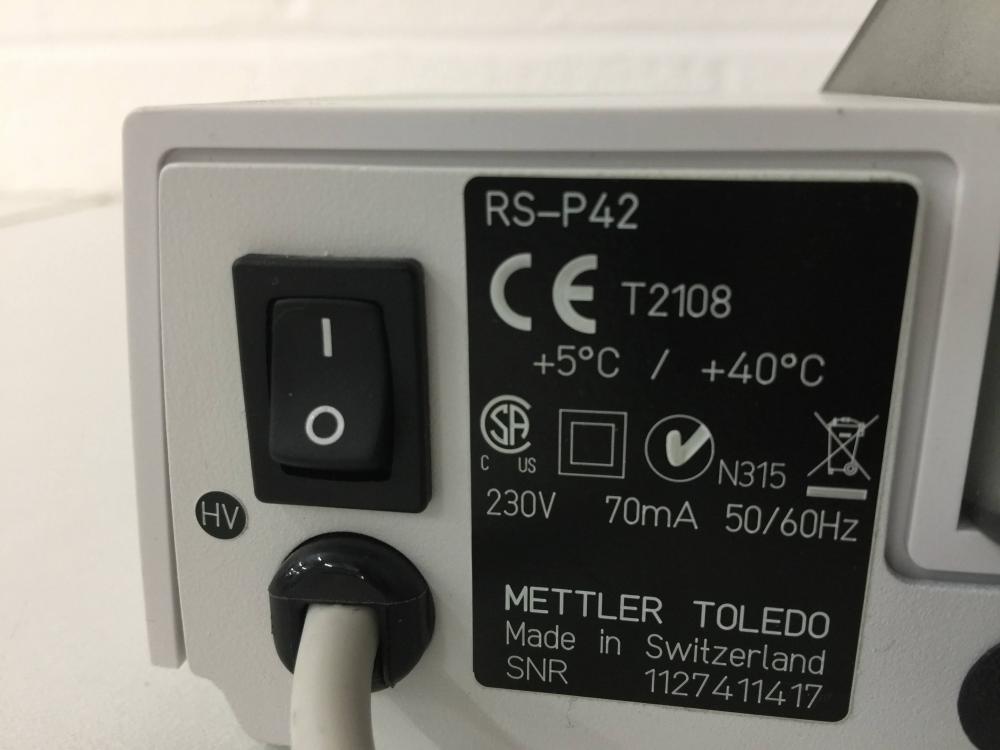 RS-P42
CE T2108
+5°C / +40°C
I
O
SA
C US
N315
HV
230V 70mA 50/60Hz
METTLER TOLEDO
Made in Switzerland
SNR 1127411417